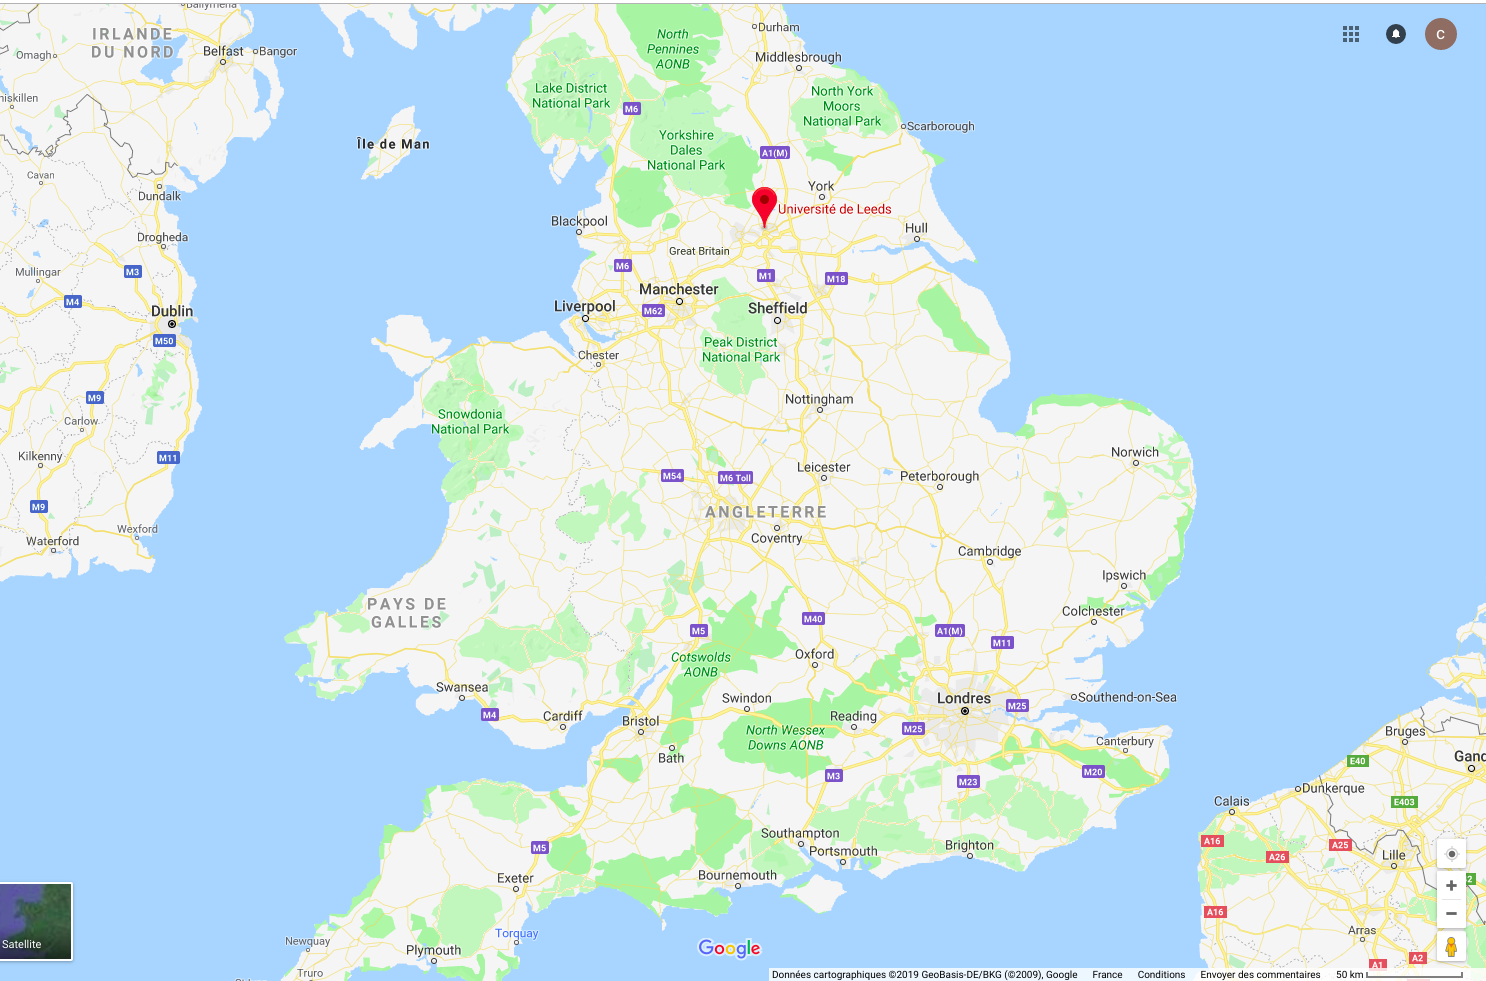 Ballymena
IRLANDE
DU NORD
Omagh
Belfast
Bangor
Cavan
Dundalk
Drogheda
Mullingar
M3
M4
Dublin
M50
M9
Carlow
Kilkenny
M11
M9
Wexford
Waterford
Île de Man
North
Pennines
AONB
Durham
Middlesbrough
Lake District
National Park
M6
North York
Moors
National Park
Scarborough
Yorkshire
Dales
National Park
A1(M)
York
Université de Leeds
Blackpool
Hull
Great Britain
M6
M1
M18
Manchester
Liverpool
M62
Sheffield
Peak District
National Park
Chester
Nottingham
Snowdonia
National Park
Norwich
Leicester
M54
M6 Toll
Peterborough
ANGLETERRE
Coventry
Cambridge
Ipswich
PAYS DE
GALLES
Colchester
M5
M40
A1(M)
M11
Cotswolds
AONB
Oxford
Swansea
Swindon
Londres
Southend-on-Sea
M25
M4
Cardiff
Bristol
Reading
M25
North Wessex
Downs AONB
Bath
Canterbury
Bruges
M3
M23
M20
E40
Gand
Dunkerque
Calais
E403
Southampton
Portsmouth
Brighton
A16
A26
A25
Lille
M5
Exeter
Bournemouth
A16
Torquay
Newquay
Plymouth
Truro
Arras
A1
A2
C
Satellite
Google
Données cartographiques ©2019 GeoBasis-DE/BKG (©2009), Google France Conditions Envoyer des commentaires 50 km